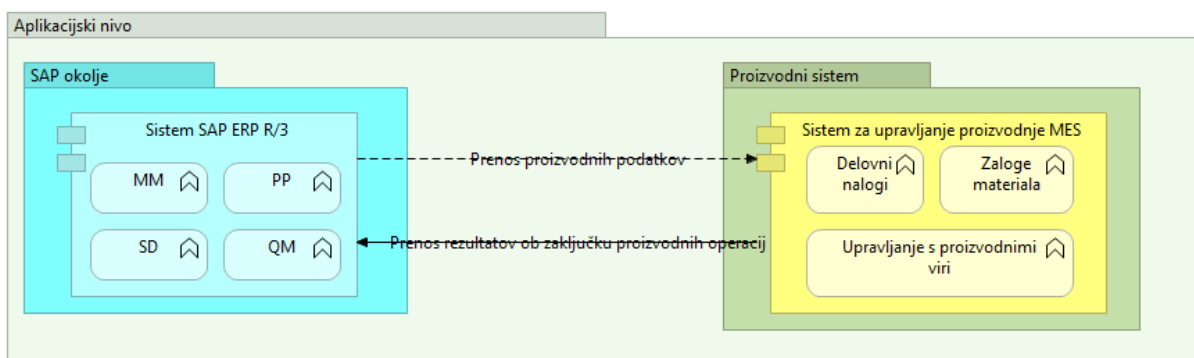 Aplikacijski nivo
SAP okolje
Proizvodni sistem
Sistem SAP ERP R/3
Sistem za upravljanje proizvodnje MES
MM
PP
Prenos proizvodnih podatkov
Delovni
nalogi
Zaloge
materiala
SD
QM
Prenos rezultatov ob zaključku proizvodnih operacij
Upravljanje s proizvodnimi
viri